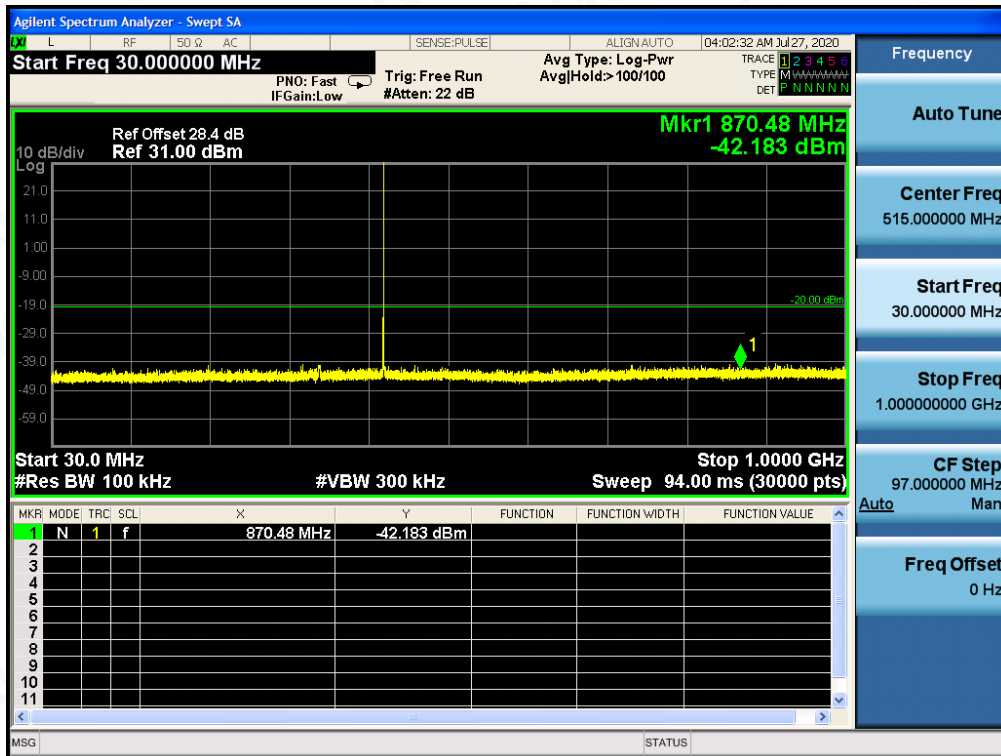 Agilent Spectrum Analyzer - Swept SA
LXI L RF 50 Ω AC SENSE:PULSE ALIGN AUTO 04:02:32 AM Jul 27, 2020
Start Freq 30.000000 MHz
PNO: Fast
IFGain:Low
Trig: Free Run
#Atten: 22 dB
Avg Type: Log-Pwr
Avg|Hold:> 100/100
TRACE 1 2 3 4 5 6
TYPE M
DET P N N N N N
Mkr1 870.48 MHz
-42.183 dBm
Ref Offset 28.4 dB
10 dB/div Ref 31.00 dBm
Log
21.0
11.0
1.00
-9.00
-19.0
-20.00 dBm
-29.0
-39.0
-49.0
-59.0
1
Start 30.0 MHz Stop 1.0000 GHz
#Res BW 100 kHz #VBW 300 kHz Sweep 94.00 ms (30000 pts)
MKR MODE TRC SCL X Y FUNCTION FUNCTION WIDTH FUNCTION VALUE
1 N 1 f 870.48 MHz -42.183 dBm
2
3
4
5
6
7
8
9
10
11
MSG STATUS
Frequency
Auto Tune
Center Freq
515.000000 MHz
Start Freq
30.000000 MHz
Stop Freq
1.000000000 GHz
CF Step
97.000000 MHz
Auto Man
Freq Offset
0 Hz